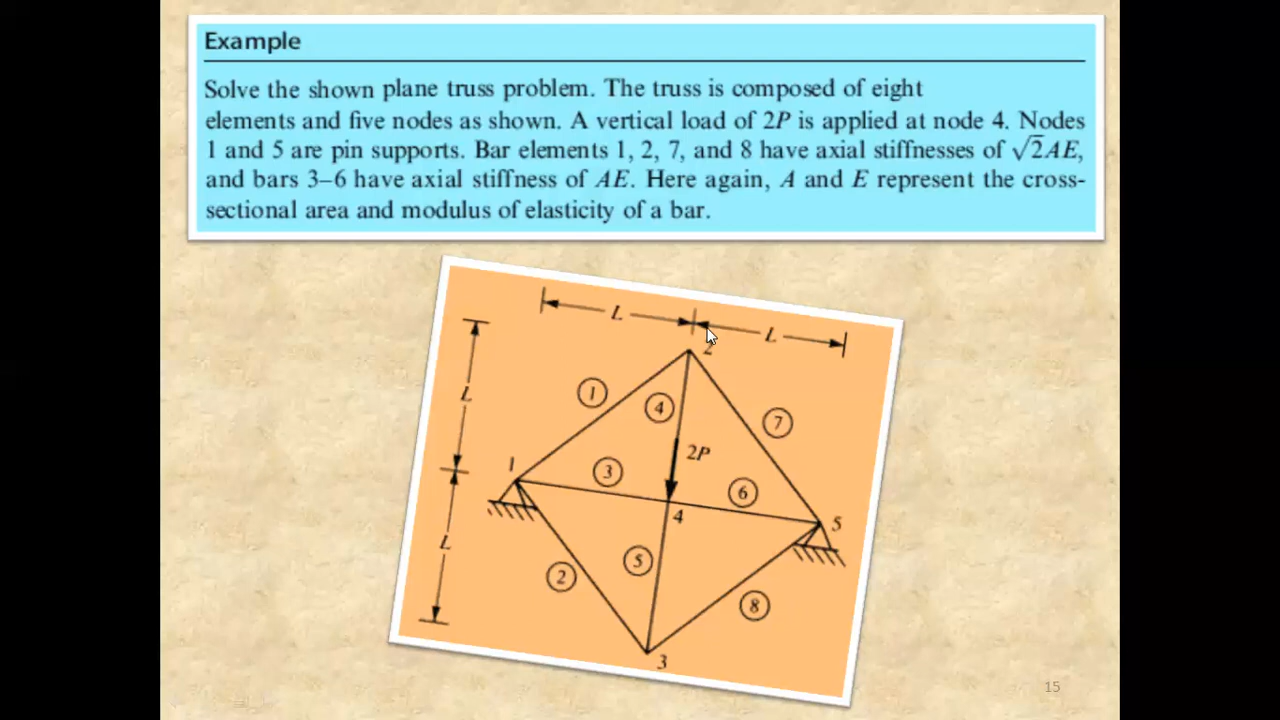 Example
Solve the shown plane truss problem. The truss is composed of eight
elements and five nodes as shown. A vertical load of 2P is applied at node 4. Nodes
1 and 5 are pin supports. Bar elements 1, 2, 7, and 8 have axial stiffnesses of √2AE,
and bars 3–6 have axial stiffness of AE. Here again, A and E represent the cross-
sectional area and modulus of elasticity of a bar.
L
L
2
L
1
4
7
2P
1
3
6
4
5
L
5
2
8
3
15